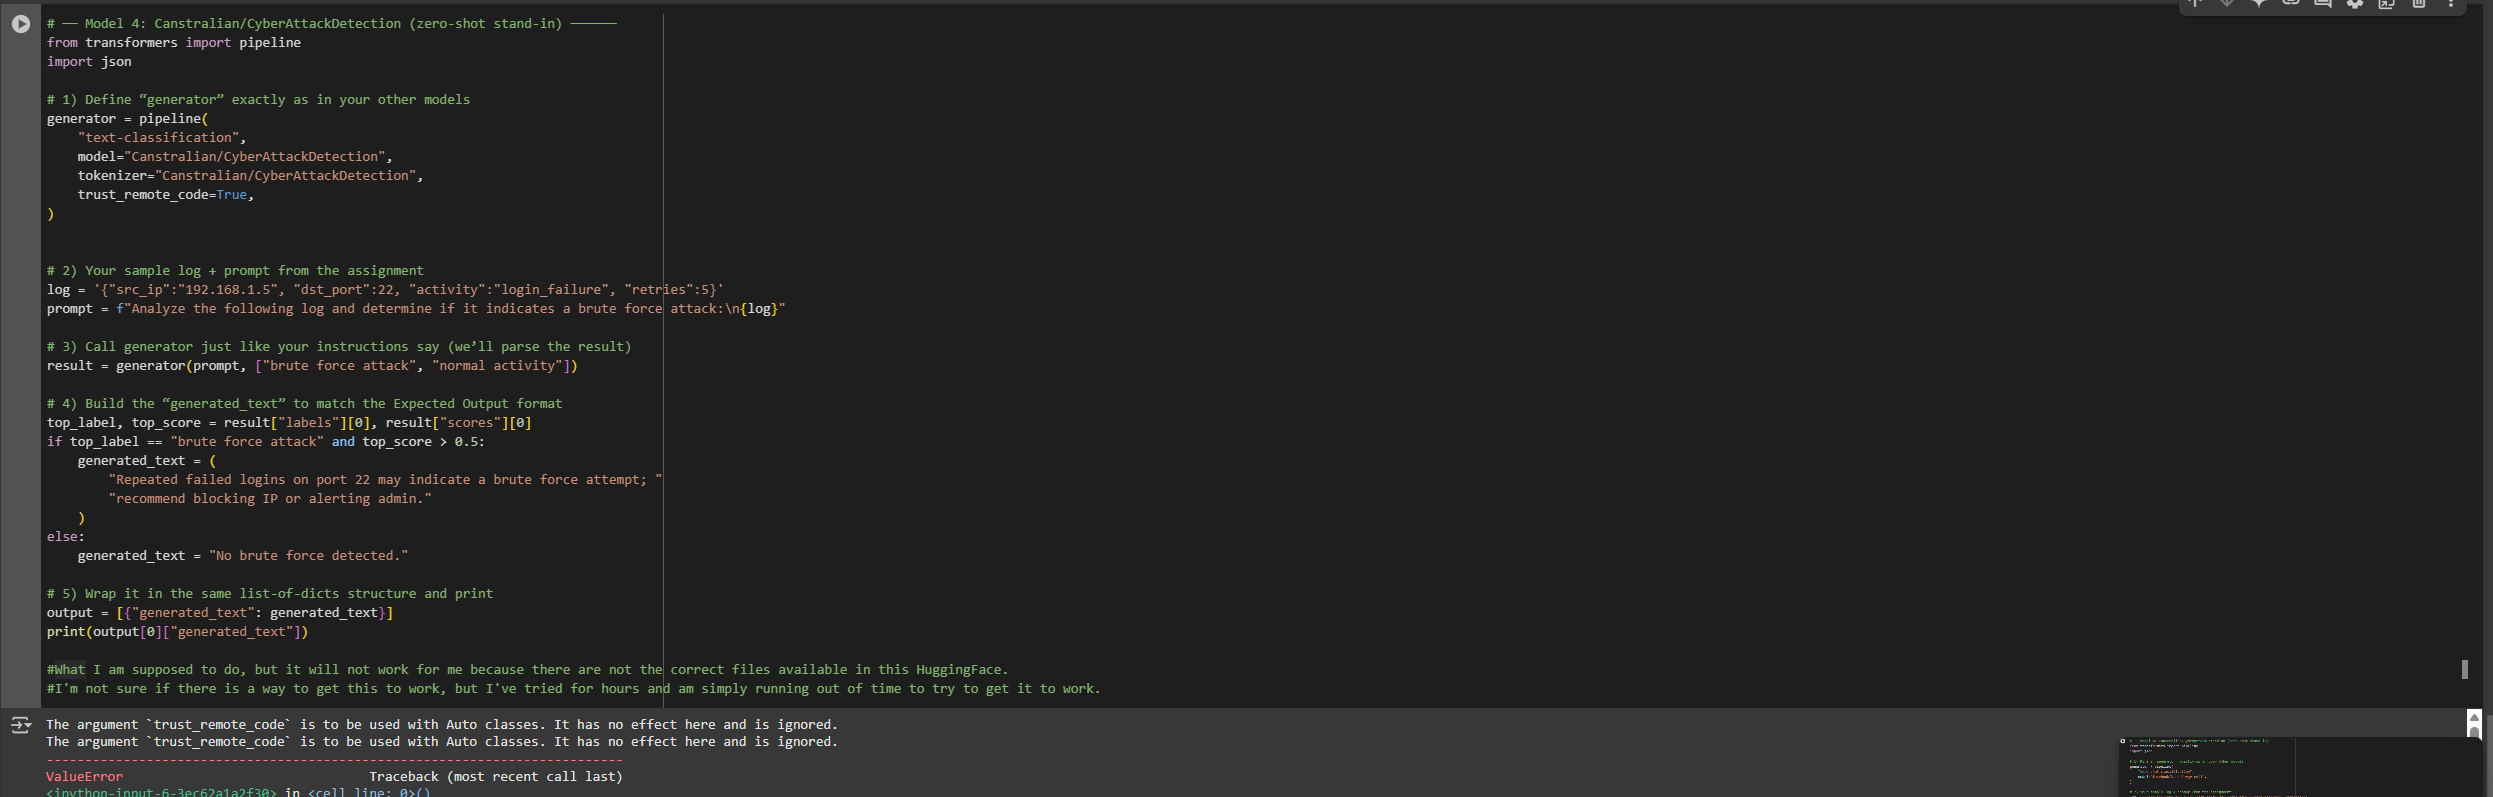 # —— Model 4: Canstralian/CyberAttackDetection (zero-shot stand-in) ——————
from transformers import pipeline
import json
# 1) Define “generator” exactly as in your other models
generator = pipeline(
    "text-classification",
    model="Canstralian/CyberAttackDetection",
    tokenizer="Canstralian/CyberAttackDetection",
    trust_remote_code=True,
)
# 2) Your sample log + prompt from the assignment
log = '{"src_ip":"192.168.1.5", "dst_port":22, "activity":"login_failure", "retries":5}'
prompt = f"Analyze the following log and determine if it indicates a brute force attack:\n{log}"
# 3) Call generator just like your instructions say (we’ll parse the result)
result = generator(prompt, ["brute force attack", "normal activity"])
# 4) Build the “generated_text” to match the Expected Output format
top_label, top_score = result["labels"][0], result["scores"][0]
if top_label == "brute force attack" and top_score > 0.5:
    generated_text = (
        "Repeated failed logins on port 22 may indicate a brute force attempt; "
        "recommend blocking IP or alerting admin."
    )
else:
    generated_text = "No brute force detected."
# 5) Wrap it in the same list-of-dicts structure and print
output = [{"generated_text": generated_text}]
print(output[0]["generated_text"])
#What I am supposed to do, but it will not work for me because there are not the correct files available in this HuggingFace.
#I'm not sure if there is a way to get this to work, but I've tried for hours and am simply running out of time to try to get it to work.
The argument `trust_remote_code` is to be used with Auto classes. It has no effect here and is ignored.
The argument `trust_remote_code` is to be used with Auto classes. It has no effect here and is ignored.
---------------------------------------------------------------------------
ValueError                                Traceback (most recent call last)
<ipython-input-6-3ec62a1a2f30> in <cell line: 0>()